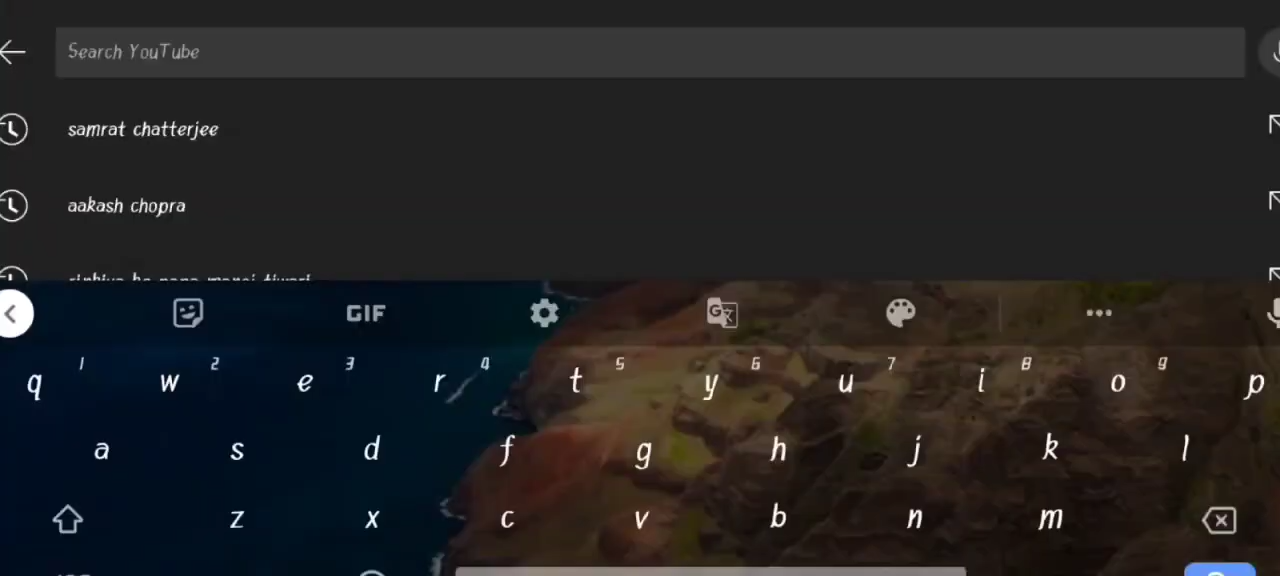 Search YouTube
samrat chatterjee
aakash chopra
GIF
1 2 3 4 5 6 7 8 9
q w e r t y u i o p
a s d f g h j k l
z x c v b n m